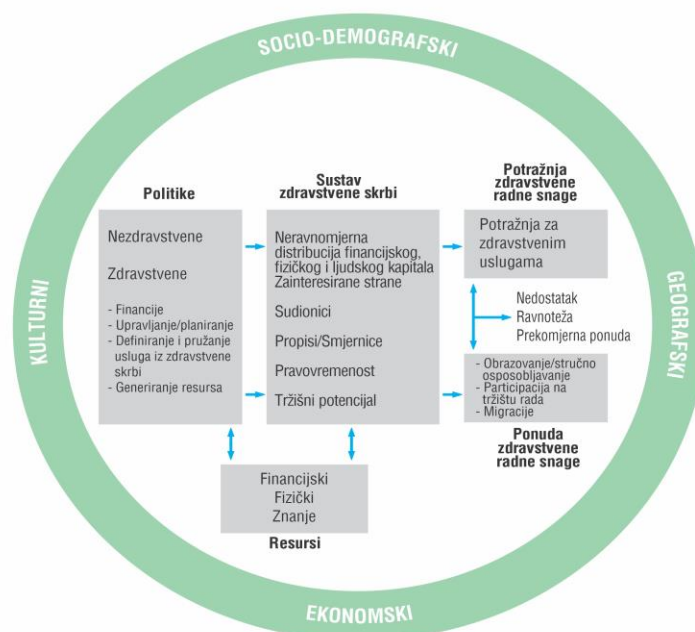 SOCIO-DEMOGRAFSKI
KULTURNI
GEOGRAFSKI
EKONOMSKI
Politike
Nezdravstvene
Zdravstvene
- Financije
- Upravljanje/planiranje
- Definiranje i pružanje
usluga iz zdravstvene
skrbi
- Generiranje resursa
Sustav
zdravstvene skrbi
Neravnomjerna
distribucija financijskog,
fizičkog i ljudskog kapitala
Zainteresirane strane
Sudionici
Propisi/Smjernice
Pravovremenost
Tržišni potencijal
Potražnja
zdravstvene
radne snage
Potražnja za
zdravstvenim
uslugama
Nedostatak
Ravnoteža
Prekomjerna ponuda
- Obrazovanje/stručno
osposobljavanje
- Participacija na
tržištu rada
- Migracije
Ponuda
zdravstvene
radne snage
Financijski
Fizički
Znanje
Resursi